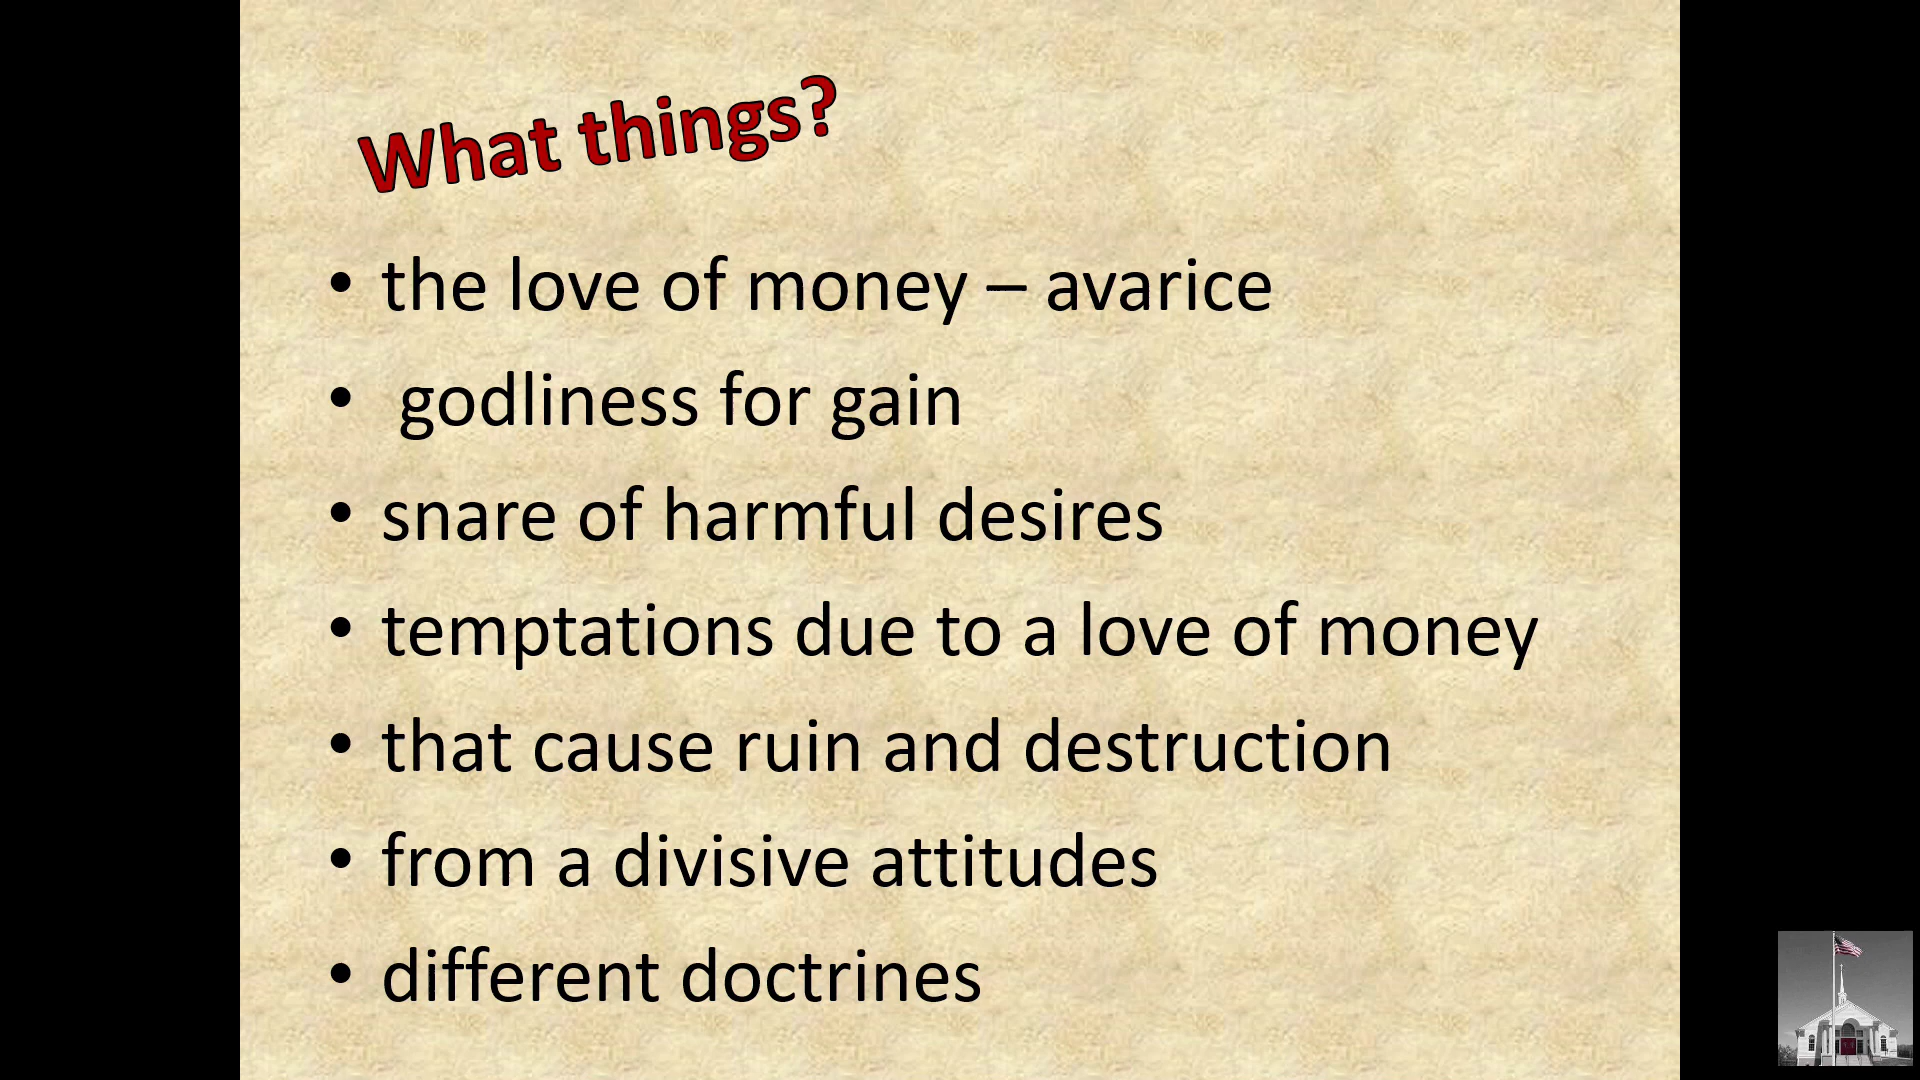 What things?
• the love of money – avarice
• godliness for gain
• snare of harmful desires
• temptations due to a love of money
• that cause ruin and destruction
• from a divisive attitudes
• different doctrines